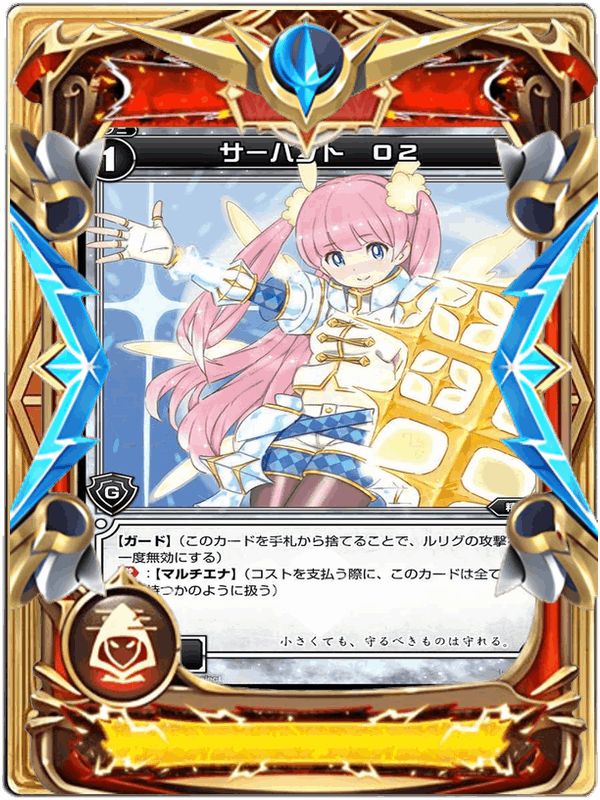 1
サーバント O2
G
【ガード】（このカードを手札から捨てることで、ルリグの攻撃
一度無効にする）
：【マルチエナ】（コストを支払う際に、このカードは全て
持つかのように扱う）
小さくても、守るべきものは守れる。